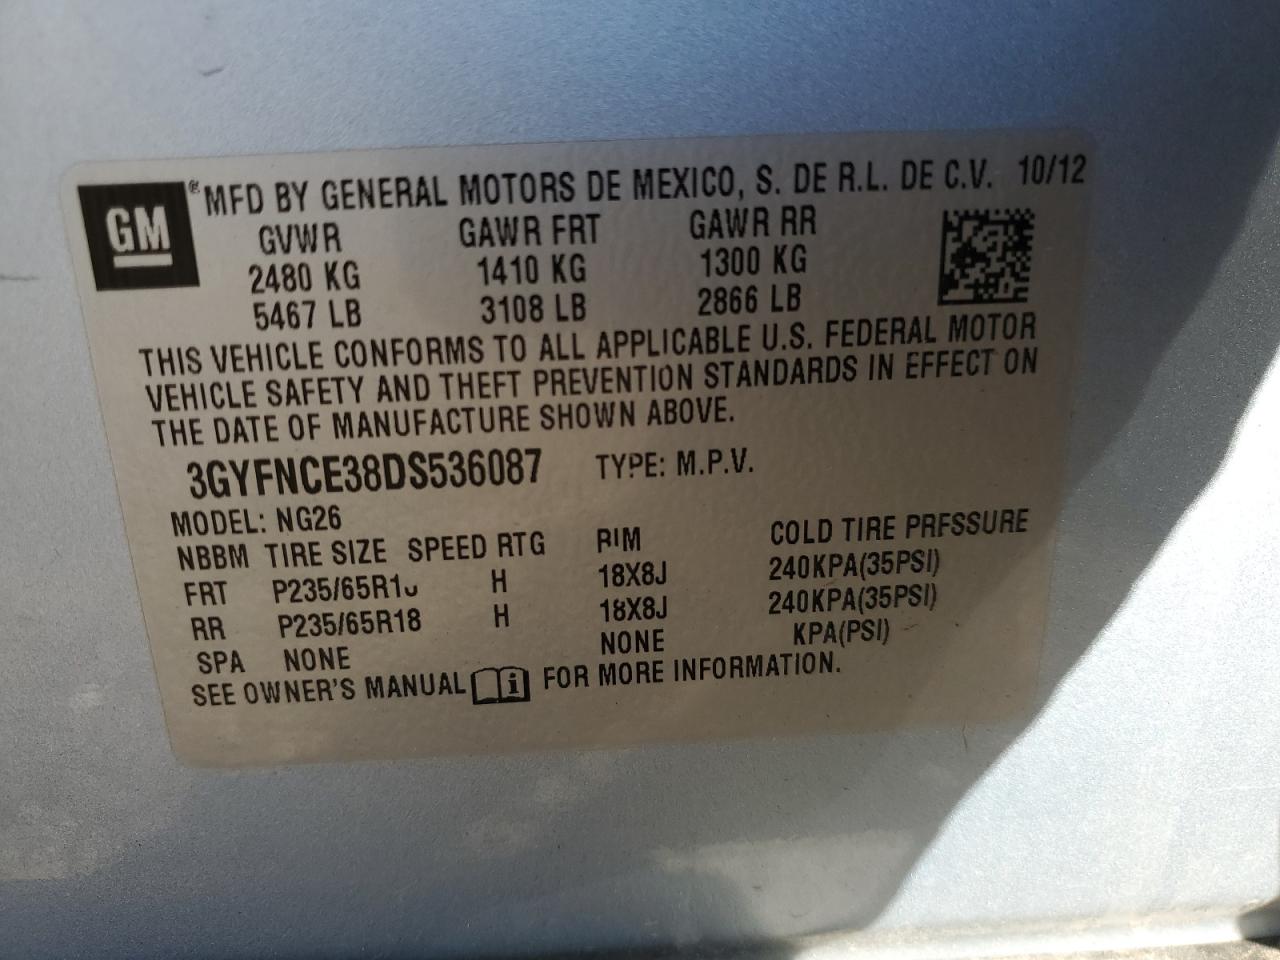 GM ® MFD BY GENERAL MOTORS DE MEXICO, S. DE R.L. DE C.V. 10/12
GVWR GAWR FRT GAWR RR
2480 KG 1410 KG 1300 KG
5467 LB 3108 LB 2866 LB
THIS VEHICLE CONFORMS TO ALL APPLICABLE U.S. FEDERAL MOTOR
VEHICLE SAFETY AND THEFT PREVENTION STANDARDS IN EFFECT ON
THE DATE OF MANUFACTURE SHOWN ABOVE.
3GYFNCE38DS536087 TYPE: M.P.V.
MODEL: NG26
NBBM TIRE SIZE SPEED RTG RIM COLD TIRE PRESSURE
FRT P235/65R18 H 18X8J 240KPA(35PSI)
RR P235/65R18 H 18X8J 240KPA(35PSI)
SPA NONE NONE KPA(PSI)
SEE OWNER'S MANUAL i FOR MORE INFORMATION.